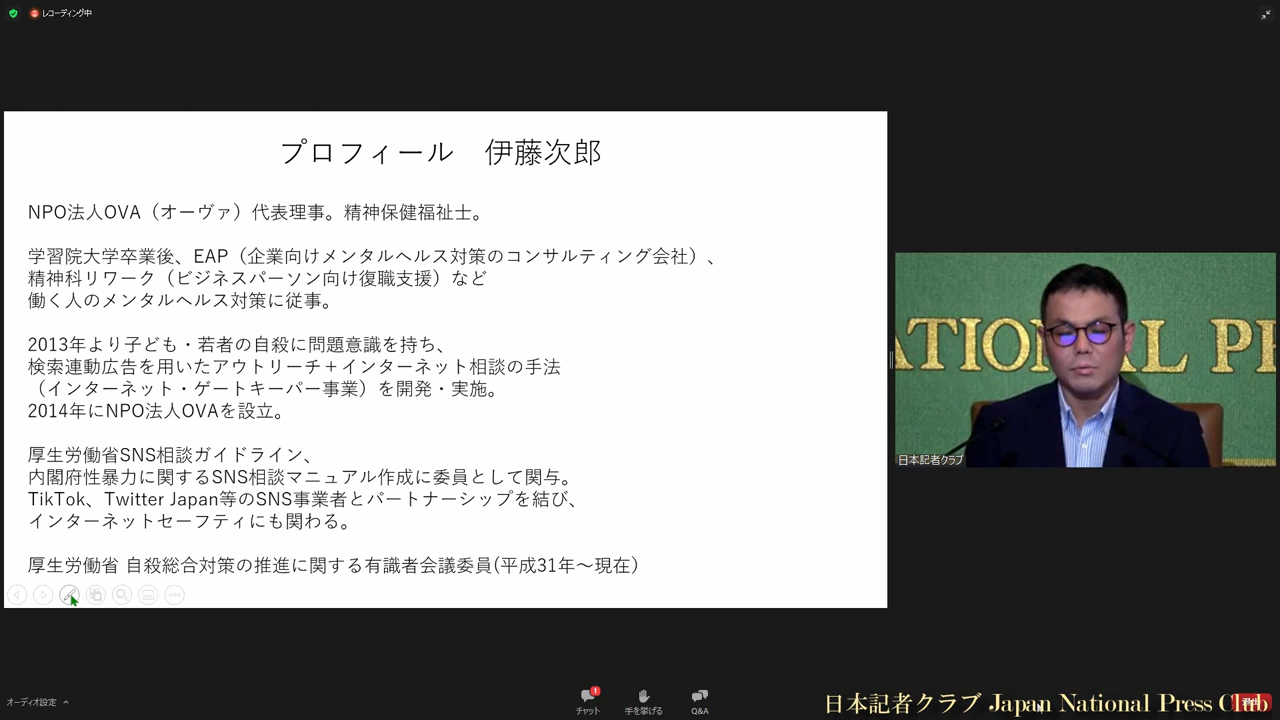 レコーディング中
プロフィール　伊藤次郎
NPO法人OVA（オーヴァ）代表理事。精神保健福祉士。
学習院大学卒業後、EAP（企業向けメンタルヘルス対策のコンサルティング会社）、
精神科リワーク（ビジネスパーソン向け復職支援）など
働く人のメンタルヘルス対策に従事。
2013年より子ども・若者の自殺に問題意識を持ち、
検索連動広告を用いたアウトリーチ＋インターネット相談の手法
（インターネット・ゲートキーパー事業）を開発・実施。
2014年にNPO法人OVAを設立。
厚生労働省SNS相談ガイドライン、
内閣府性暴力に関するSNS相談マニュアル作成に委員として関与。
TikTok、Twitter Japan等のSNS事業者とパートナーシップを結び、
インターネットセーフティにも関わる。
厚生労働省 自殺総合対策の推進に関する有識者会議委員(平成31年～現在）
ATIONAL PR
日本記者クラブ
オーディオ設定
1
チャット
手を挙げる
Q&A
日本記者クラブ Japan National Press Club